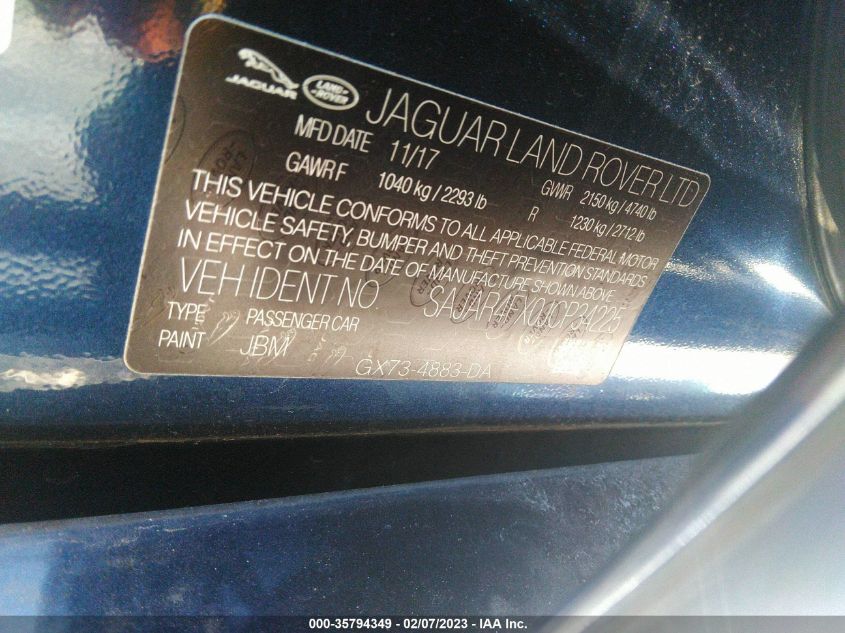 JAGUAR
LAND ROVER
JAGUAR LAND ROVER LTD
MFD DATE 11/17
GVWR 2150 kg / 4740 lb
GAWR F 1040 kg / 2293 lb R 1230 kg / 2712 lb
THIS VEHICLE CONFORMS TO ALL APPLICABLE FEDERAL MOTOR
VEHICLE SAFETY, BUMPER AND THEFT PREVENTION STANDARDS
IN EFFECT ON THE DATE OF MANUFACTURE SHOWN ABOVE.
VEH IDENT NO
TYPE PASSENGER CAR
PAINT JBM
GX73-4883-DA
000-35794349 - 02/07/2023 - IAA Inc.